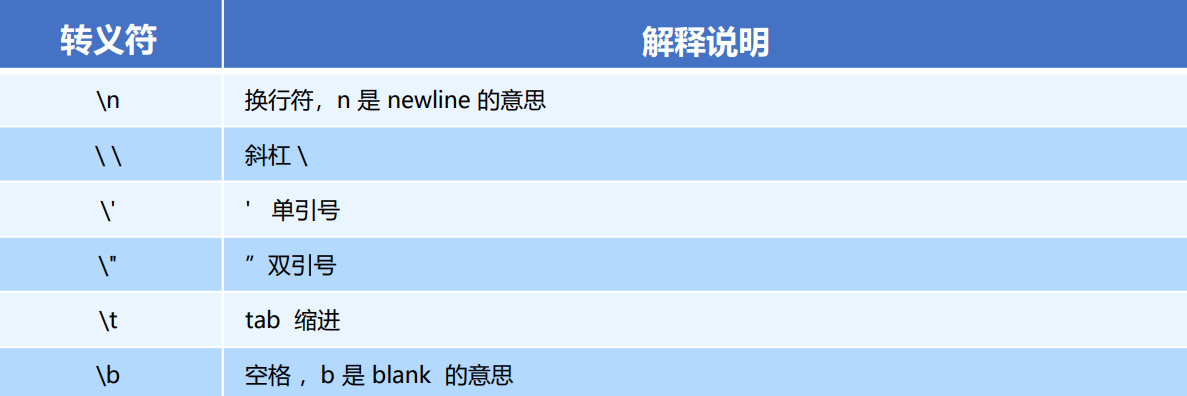 转义符 解释说明
\n 换行符，n 是 newline 的意思
\ \ 斜杠 \
\' ' 单引号
\" ” 双引号
\t tab 缩进
\b 空格 ，b 是 blank 的意思